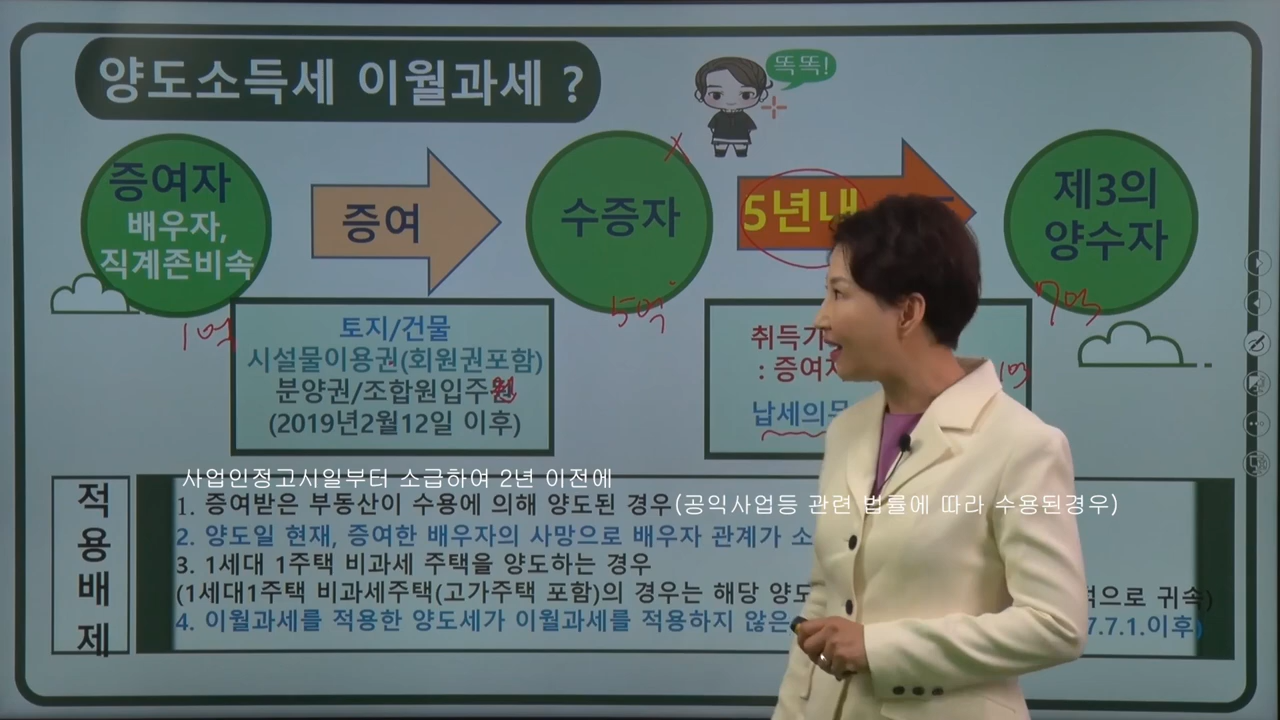 양도소득세 이월과세 ?
똑똑!
증여자
배우자,
직계존비속
증여
수증자
X
5년내
제3의
양수자
1억
5억
7억
토지/건물
시설물이용권(회원권포함)
분양권/조합원입주권
(2019년2월12일 이후)
취득가
: 증여자
1억
납세의무
적용배제
사업인정고시일부터 소급하여 2년 이전에
1. 증여받은 부동산이 수용에 의해 양도된 경우(공익사업등 관련 법률에 따라 수용된경우)
2. 양도일 현재, 증여한 배우자의 사망으로 배우자 관계가 소
3. 1세대 1주택 비과세 주택을 양도하는 경우
(1세대1주택 비과세주택(고가주택 포함)의 경우는 해당 양도 적으로 귀속)
4. 이월과세를 적용한 양도세가 이월과세를 적용하지 않은 7.7.1.이후)